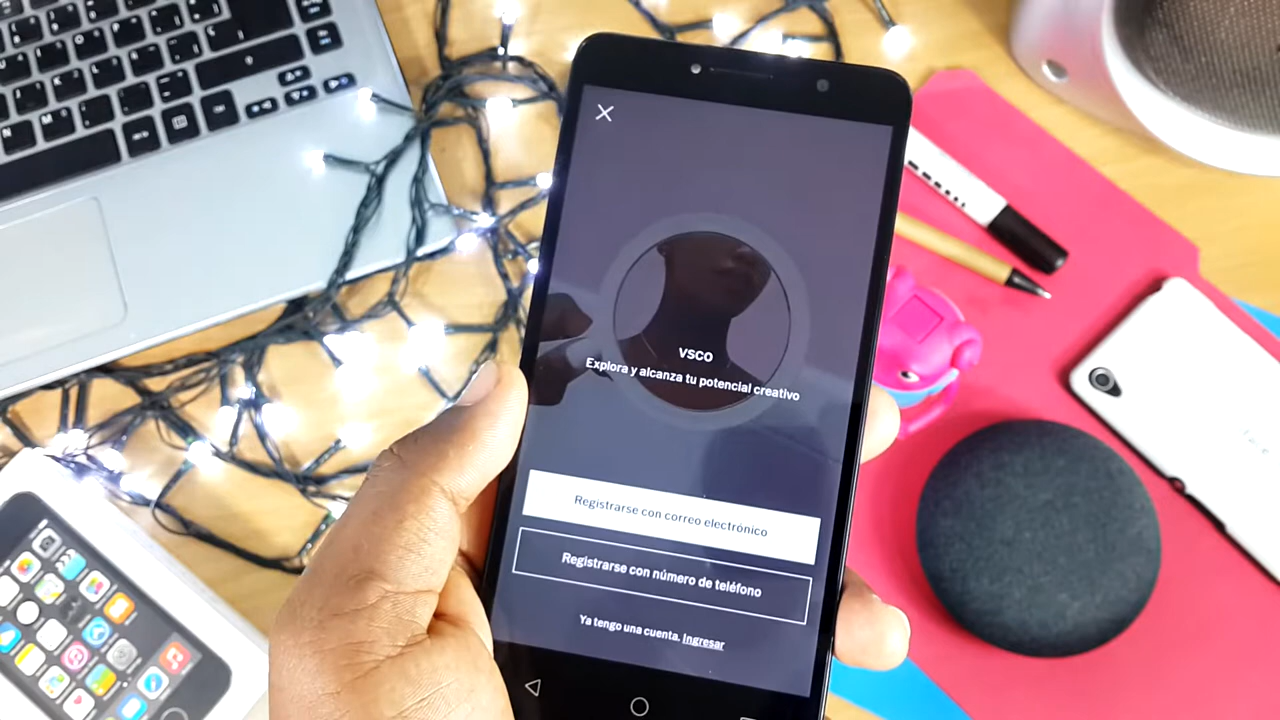 VSCO
Explora y alcanza tu potencial creativo
Registrarse con correo electrónico
Registrarse con número de teléfono
Ya tengo una cuenta. Ingresar